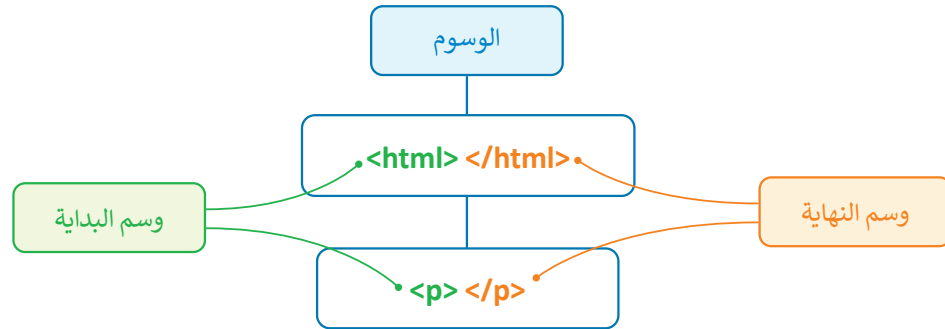 الوسوم
<html> </html>
وسم البداية
وسم النهاية
<p> </p>